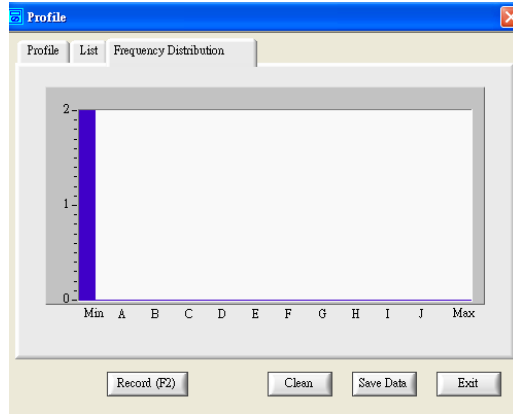 Profile
Profile List Frequency Distribution
2
1
0
Min A B C D E F G H I J Max
Record (F2) Clean Save Data Exit